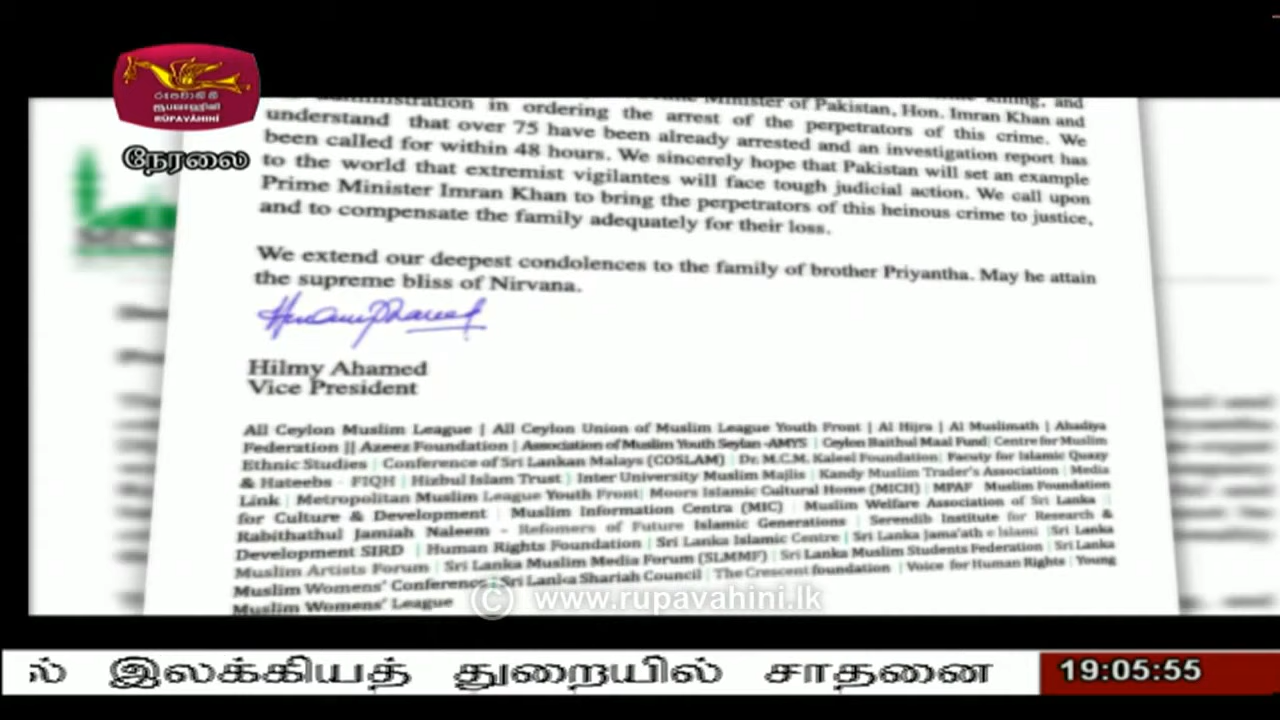 රූපවාහිනී
ரூபவாஹினி
RUPAVĀHINI
நேரலை
administration in ordering the arrest of the perpetrators of this crime. We
Minister of Pakistan, Hon. Imran Khan and
understand that over 75 have been already arrested and an investigation report has
been called for within 48 hours. We sincerely hope that Pakistan will set an example
to the world that extremist vigilantes will face tough judicial action. We call upon
Prime Minister Imran Khan to bring the perpetrators of this heinous crime to justice,
and to compensate the family adequately for their loss.
We extend our deepest condolences to the family of brother Priyantha. May he attain
the supreme bliss of Nirvana.
Hilmy Ahamed
Vice President
All Ceylon Muslim League | All Ceylon Union of Muslim League Youth Front | Al Hijra | Al Muslimath | Ahadiya
Federation || Azeez Foundation | Association of Muslim Youth Seylan -AMYS | Ceylon Baithul Maal Fund| Centre for Muslim
Ethnic Studies | Conference of Sri Lankan Malays (COSLAM) | Dr. M.C.M. Kaleel Foundation| Facuty for Islamic Quazy
& Hateebs - FIQH | Hizbul Islam Trust | Inter University Muslim Majlis | Kandy Muslim Trader's Association | Media
Link | Metropolitan Muslim League Youth Front| Moors Islamic Cultural Home (MICH) | MPAF Muslim Foundation
for Culture & Development | Muslim Information Centra (MIC) | Muslim Welfare Association of Sri Lanka |
Rabithathul Jamiah Naleem - Refomers of Future Islamic Generations | Serendib Institute for Research &
Development SIRD | Human Rights Foundation | Sri Lanka Islamic Centre | Sri Lanka Jama'ath e Islami |Sri Lanka
Muslim Artists Forum | Sri Lanka Muslim Media Forum (SLMMF) | Sri Lanka Muslim Students Federation | Sri Lanka
Muslim Womens' Conference | Sri Lanka Shariah Council | The Crescent foundation | Voice for Human Rights | Young
Muslim Womens' League
© www.rupavahini.lk
ல் இலக்கியத் துறையில் சாதனை
19:05:55